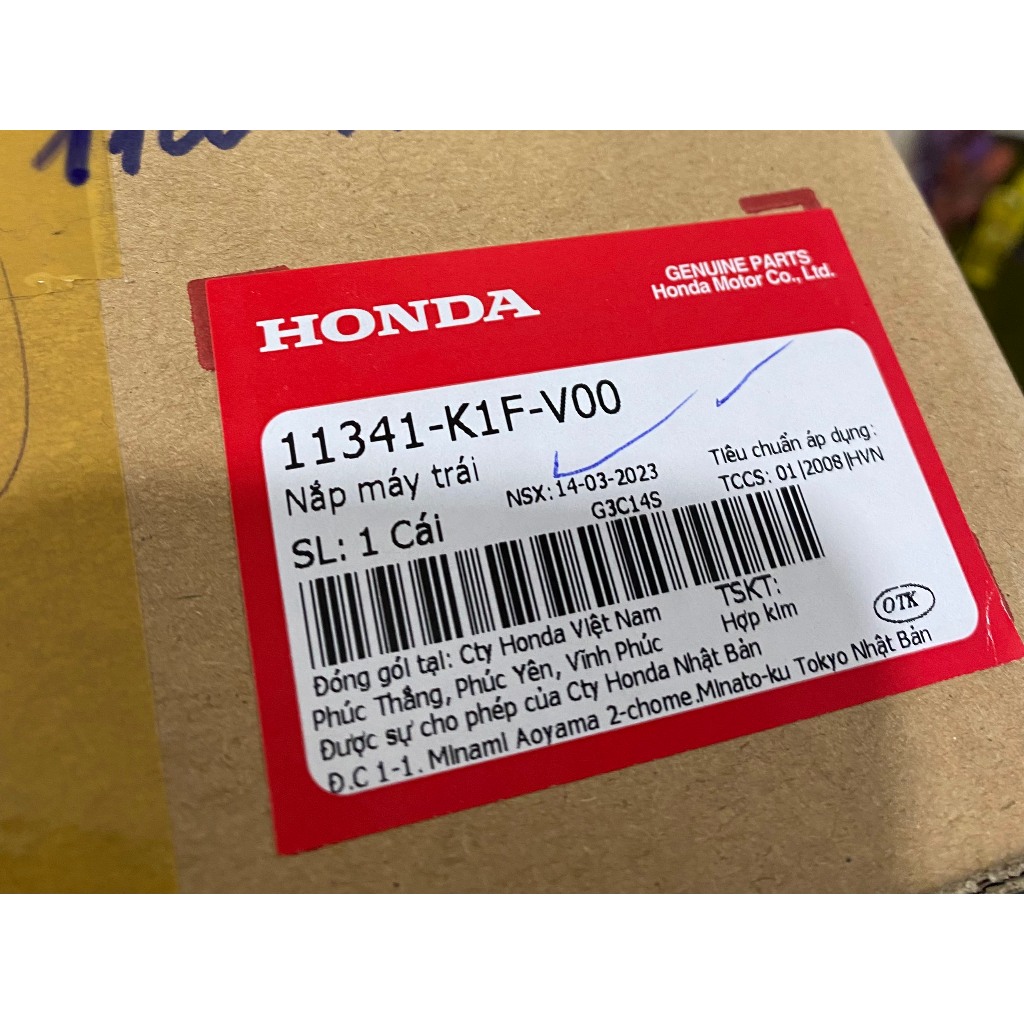 HONDA
GENUINE PARTS
Honda Motor Co., Ltd.
11341-K1F-V00
Nắp máy trái
NSX: 14-03-2023
Tiêu chuẩn áp dụng:
SL: 1 Cái
G3C14S
TCCS: 01|2008|HVN
Đóng gói tại: Cty Honda Việt Nam
TSKT:
Phúc Thắng, Phúc Yên, Vĩnh Phúc
Hợp kim
OTK
Được sự cho phép của Cty Honda Nhật Bản
Đ.C 1-1. Minami Aoyama 2-chome.Minato-ku Tokyo Nhật Bản